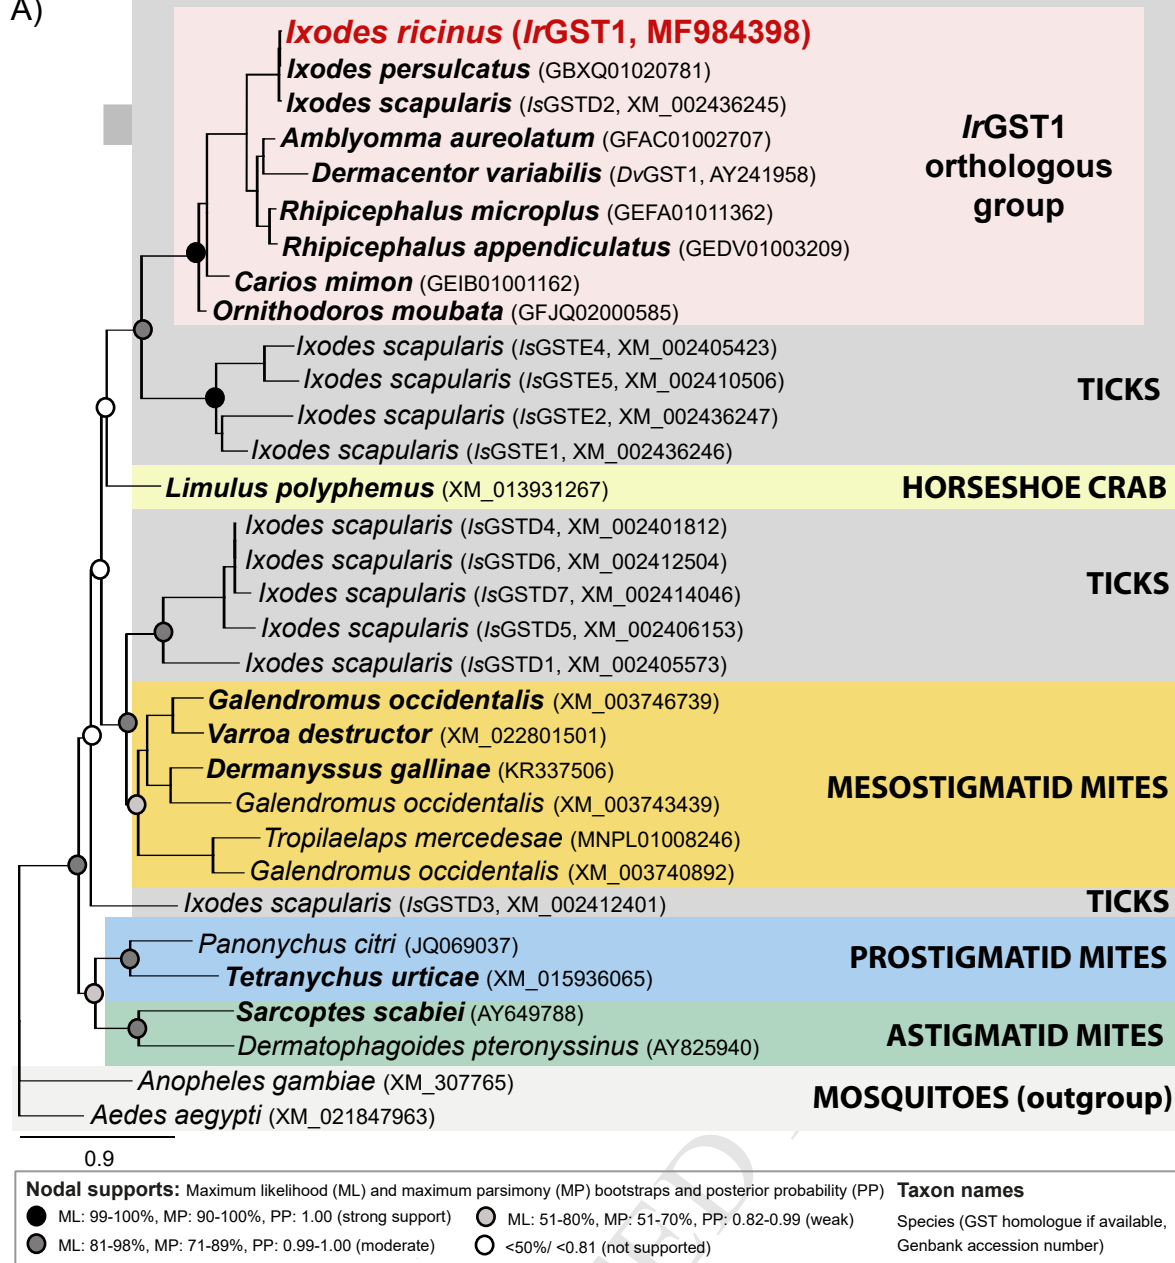 A)
Ixodes ricinus (IrGST1, MF984398)
Ixodes persulcatus (GBXQ01020781)
Ixodes scapularis (IsGSTD2, XM_002436245)
Amblyomma aureolatum (GFAC01002707)
Dermacentor variabilis (DvGST1, AY241958)
Rhipicephalus microplus (GEFA01011362)
Rhipicephalus appendiculatus (GEDV01003209)
Carios mimon (GEIB01001162)
Ornithodoros moubata (GFJQ02000585)
IrGST1
orthologous
group
Ixodes scapularis (IsGSTE4, XM_002405423)
Ixodes scapularis (IsGSTE5, XM_002410506)
Ixodes scapularis (IsGSTE2, XM_002436247)
Ixodes scapularis (IsGSTE1, XM_002436246)
TICKS
Limulus polyphemus (XM_013931267)
HORSESHOE CRAB
Ixodes scapularis (IsGSTD4, XM_002401812)
Ixodes scapularis (IsGSTD6, XM_002412504)
Ixodes scapularis (IsGSTD7, XM_002414046)
Ixodes scapularis (IsGSTD5, XM_002406153)
Ixodes scapularis (IsGSTD1, XM_002405573)
TICKS
Galendromus occidentalis (XM_003746739)
Varroa destructor (XM_022801501)
Dermanyssus gallinae (KR337506)
Galendromus occidentalis (XM_003743439)
Tropilaelaps mercedesae (MNPL01008246)
Galendromus occidentalis (XM_003740892)
MESOSTIGMATID MITES
Ixodes scapularis (IsGSTD3, XM_002412401)
TICKS
Panonychus citri (JQ069037)
Tetranychus urticae (XM_015936065)
PROSTIGMATID MITES
Sarcoptes scabiei (AY649788)
Dermatophagoides pteronyssinus (AY825940)
ASTIGMATID MITES
Anopheles gambiae (XM_307765)
Aedes aegypti (XM_021847963)
MOSQUITOES (outgroup)
0.9
Nodal supports: Maximum likelihood (ML) and maximum parsimony (MP) bootstraps and posterior probability (PP)
ML: 99-100%, MP: 90-100%, PP: 1.00 (strong support)
ML: 51-80%, MP: 51-70%, PP: 0.82-0.99 (weak)
ML: 81-98%, MP: 71-89%, PP: 0.99-1.00 (moderate)
<50%/ <0.81 (not supported)
Taxon names
Species (GST homologue if available,
Genbank accession number)